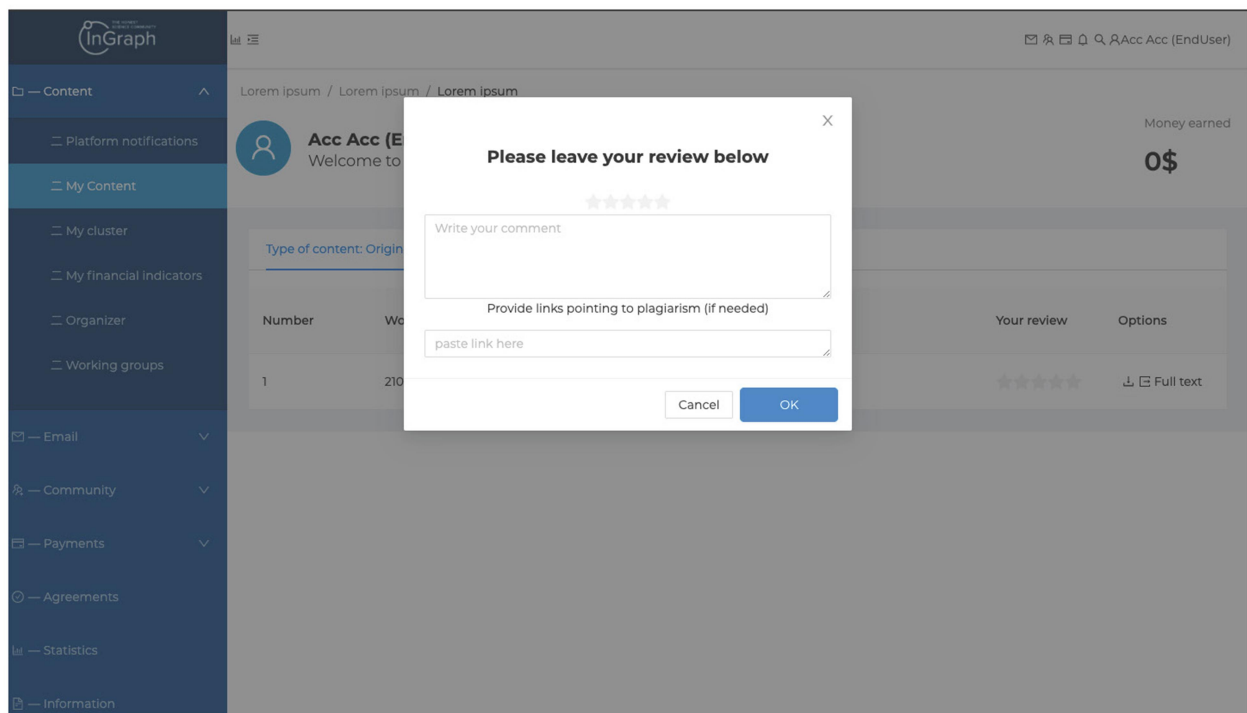 InGraph
Acc Acc (EndUser)
— Content
Platform notifications
My Content
My cluster
My financial indicators
Organizer
Working groups
— Email
— Community
— Payments
— Agreements
— Statistics
— Information
Lorem ipsum / Lorem ipsum / Lorem ipsum
Acc Acc (E
Welcome to
Money earned
0$
Type of content: Origin
Number Wo Your review Options
1 210 Full text
X
Please leave your review below
Write your comment
Provide links pointing to plagiarism (if needed)
paste link here
Cancel OK